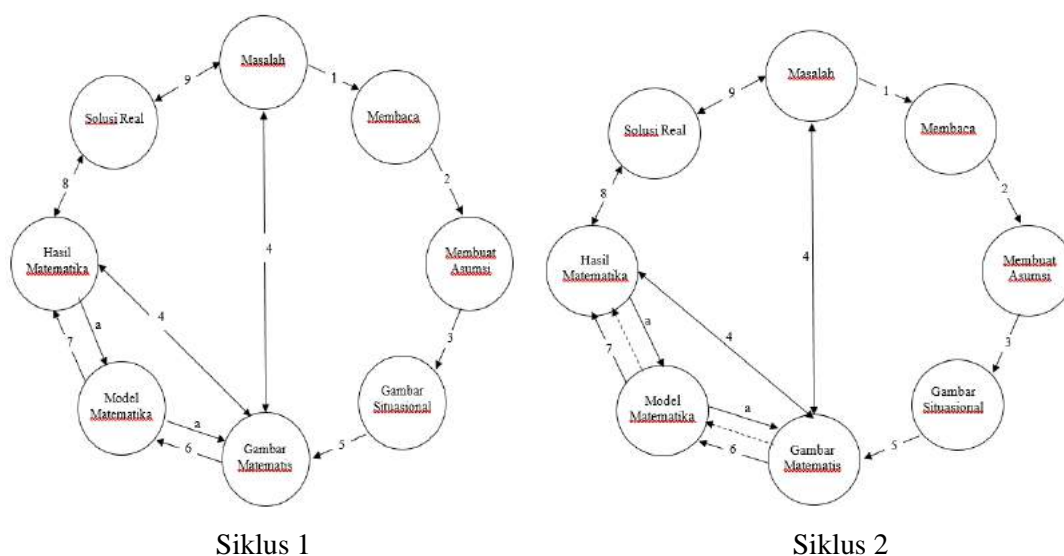 Masalah
9
1
Solusi Real
Membaca
8
2
Hasil
Matematika
4
Membuat
Asumsi
a
4
7
3
Model
Matematika
Gambar
Situasional
a
6
5
Gambar
Matematis
Siklus 1
Masalah
9
1
Solusi Real
Membaca
8
2
Hasil
Matematika
4
Membuat
Asumsi
a
4
7
3
Model
Matematika
Gambar
Situasional
a
6
5
Gambar
Matematis
Siklus 2